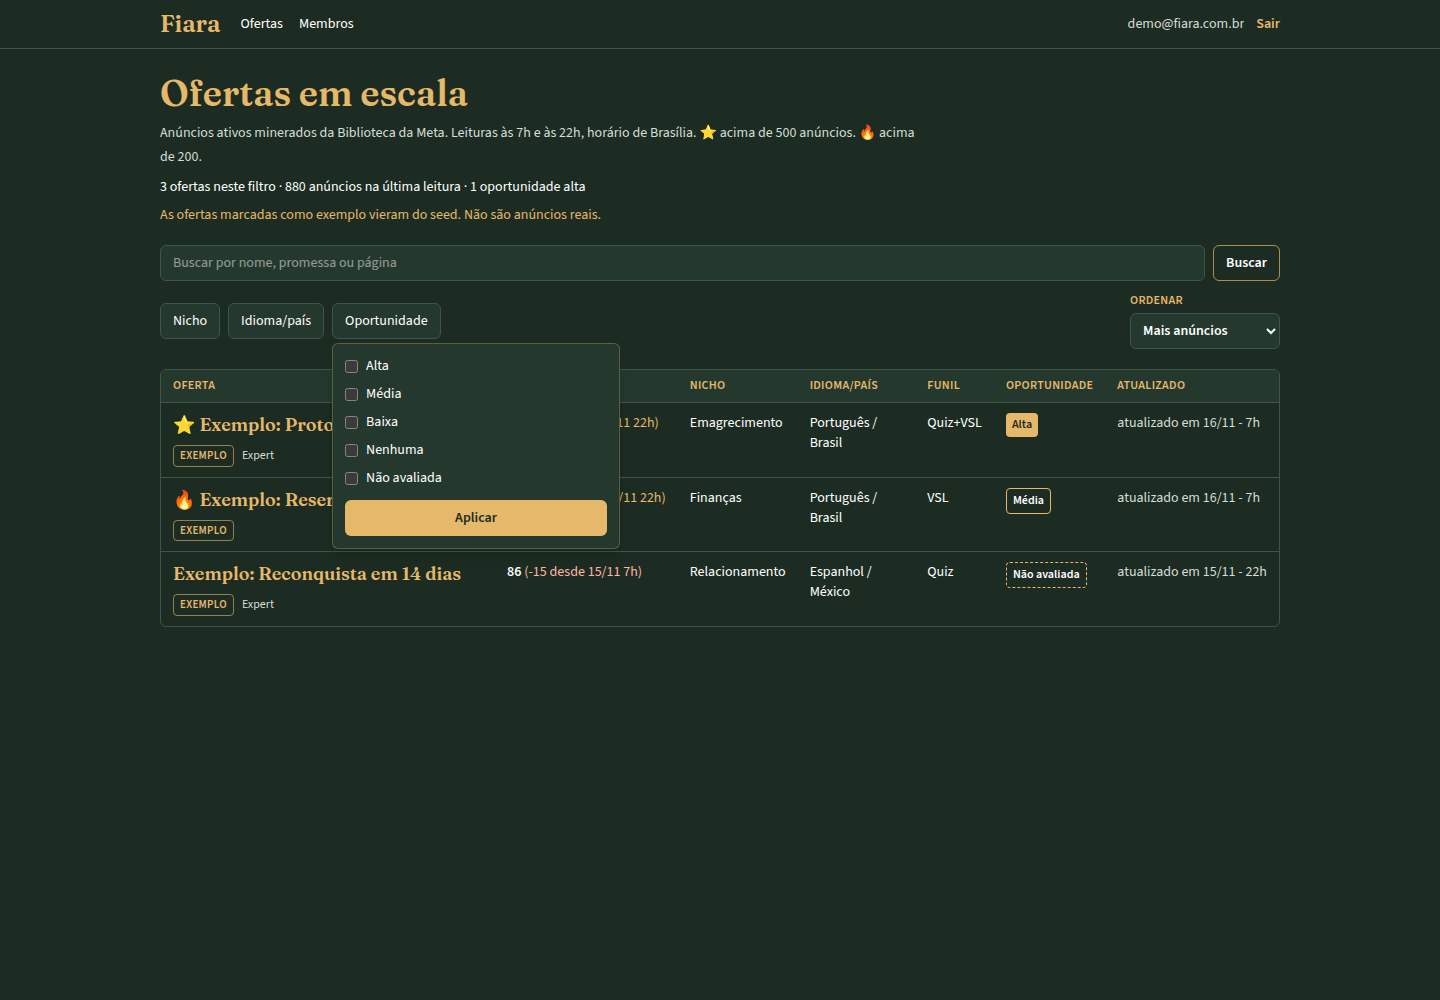 Fiara Ofertas Membros demo@fiara.com.br Sair
Ofertas em escala
Anúncios ativos minerados da Biblioteca da Meta. Leituras às 7h e às 22h, horário de Brasília. ⭐ acima de 500 anúncios. 🔥 acima
de 200.
3 ofertas neste filtro · 880 anúncios na última leitura · 1 oportunidade alta
As ofertas marcadas como exemplo vieram do seed. Não são anúncios reais.
Buscar por nome, promessa ou página Buscar
ORDENAR
Nicho Idioma/país Oportunidade Mais anúncios
Alta
Média
Baixa
Nenhuma
Não avaliada
Aplicar
OFERTA NICHO IDIOMA/PAÍS FUNIL OPORTUNIDADE ATUALIZADO
⭐ Exemplo: 22h) Emagrecimento Português / Quiz+VSL Alta atualizado em 16/11 - 7h
Brasil
EXEMPLO Expert
🔥 Exemplo: /11 22h) Finanças Português / VSL Média atualizado em 16/11 - 7h
Brasil
EXEMPLO
Exemplo: Reconquista em 14 dias 86 (-15 desde 15/11 7h) Relacionamento Espanhol / Quiz Não avaliada atualizado em 15/11 - 22h
México
EXEMPLO Expert